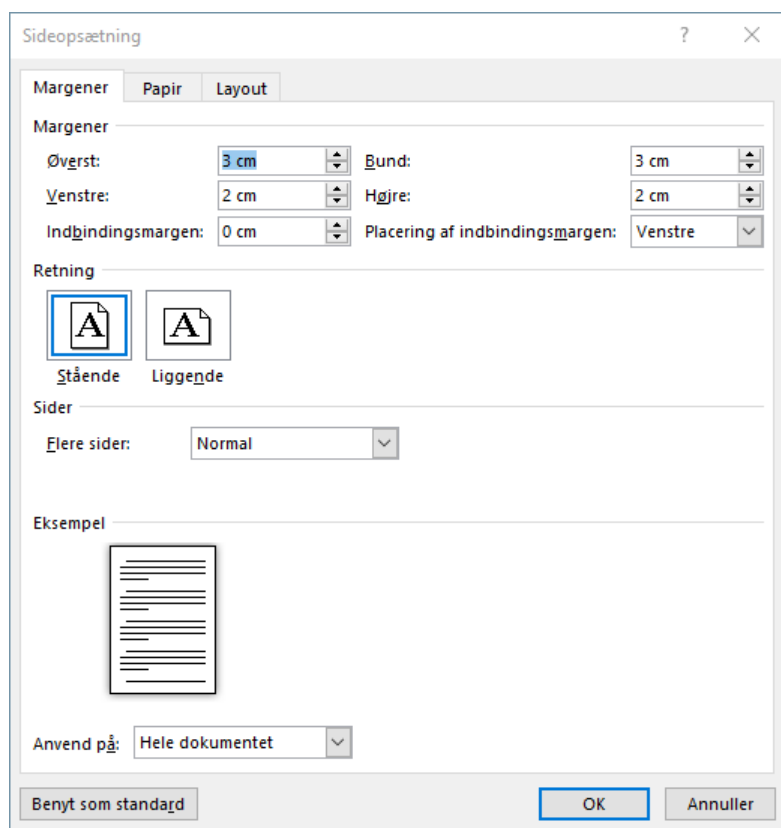 Sideopsætning ?
Margener Papir Layout
Margener
Øverst: 3 cm Bund: 3 cm
Venstre: 2 cm Højre: 2 cm
Indbindingsmargen: 0 cm Placering af indbindingsmargen: Venstre
Retning
A A
Stående Liggende
Sider
Flere sider: Normal
Eksempel
Anvend på: Hele dokumentet
Benyt som standard OK Annuller